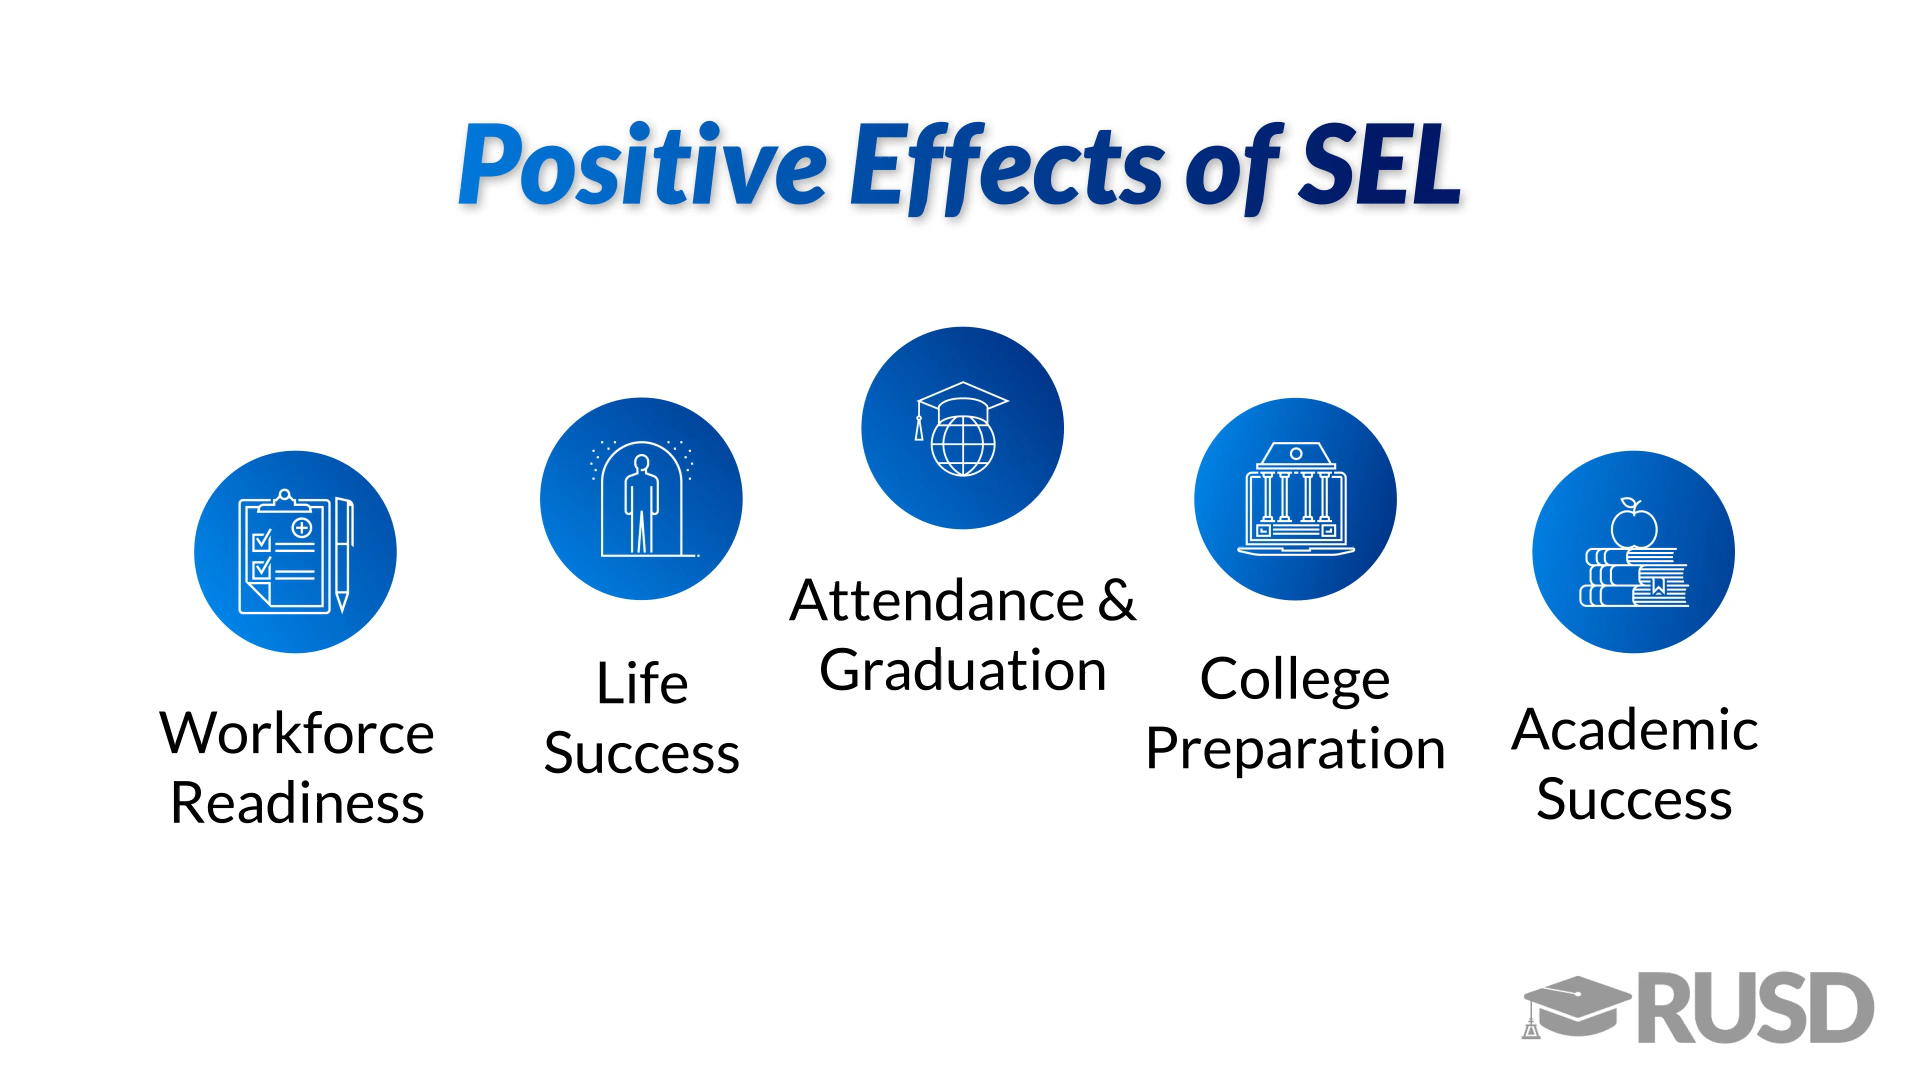 Positive Effects of SEL
Workforce
Readiness
Life
Success
Attendance &
Graduation
College
Preparation
Academic
Success
RUSD